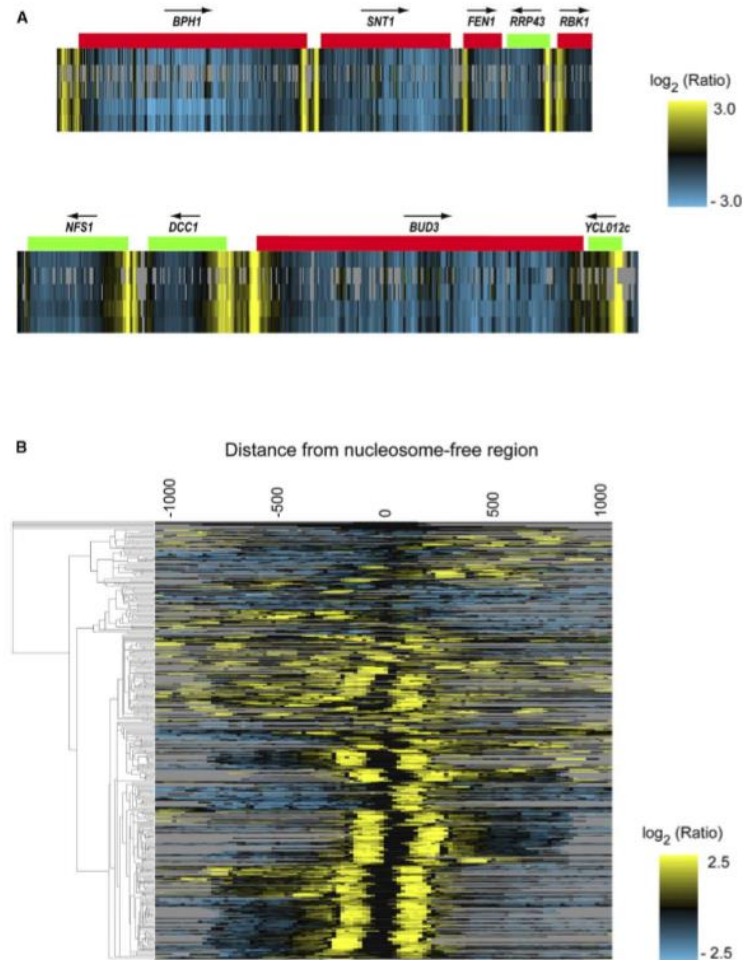 A
BPH1 SNT1 FEN1 RRP43 RBK1
log2 (Ratio)
3.0
- 3.0
NFS1 DCC1 BUD3 YCL012c
B
Distance from nucleosome-free region
-1000 -500 0 500 1000
log2 (Ratio)
2.5
- 2.5